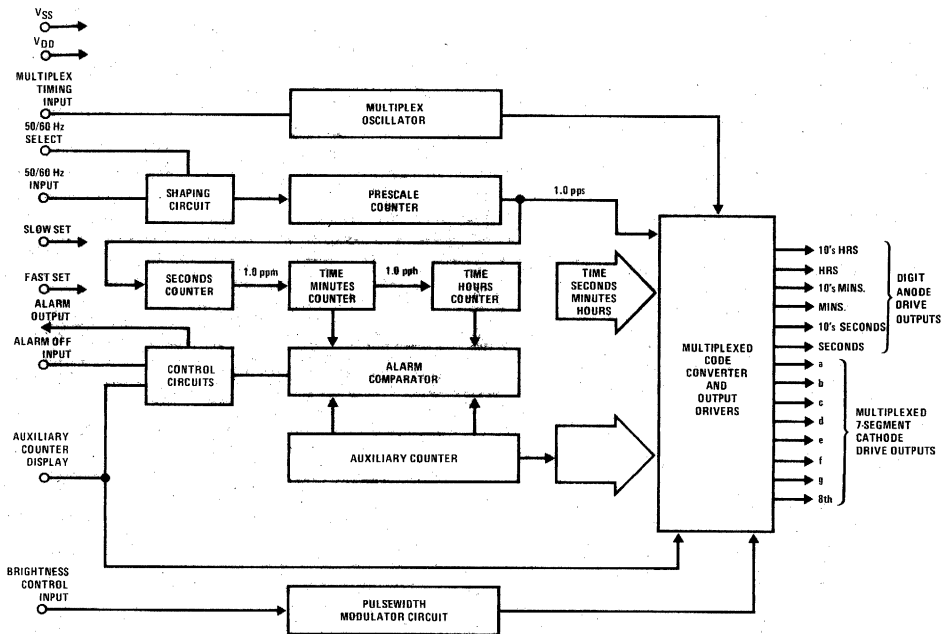 VSS
VDD
MULTIPLEX
TIMING
INPUT
50/60 Hz
SELECT
50/60 Hz
INPUT
SLOW SET
FAST SET
ALARM
OUTPUT
ALARM OFF
INPUT
AUXILIARY
COUNTER
DISPLAY
BRIGHTNESS
CONTROL
INPUT
MULTIPLEX
OSCILLATOR
SHAPING
CIRCUIT
PRESCALE
COUNTER
1.0 pps
SECONDS
COUNTER
1.0 ppm
TIME
MINUTES
COUNTER
1.0 pph
TIME
HOURS
COUNTER
TIME
SECONDS
MINUTES
HOURS
CONTROL
CIRCUITS
ALARM
COMPARATOR
AUXILIARY COUNTER
PULSEWIDTH
MODULATOR CIRCUIT
MULTIPLEXED
CODE
CONVERTER
AND
OUTPUT
DRIVERS
10's HRS
HRS
10's MINS.
MINS.
10's SECONDS
SECONDS
a
b
c
d
e
f
g
8th
DIGIT
ANODE
DRIVE
OUTPUTS
MULTIPLEXED
7-SEGMENT
CATHODE
DRIVE OUTPUTS